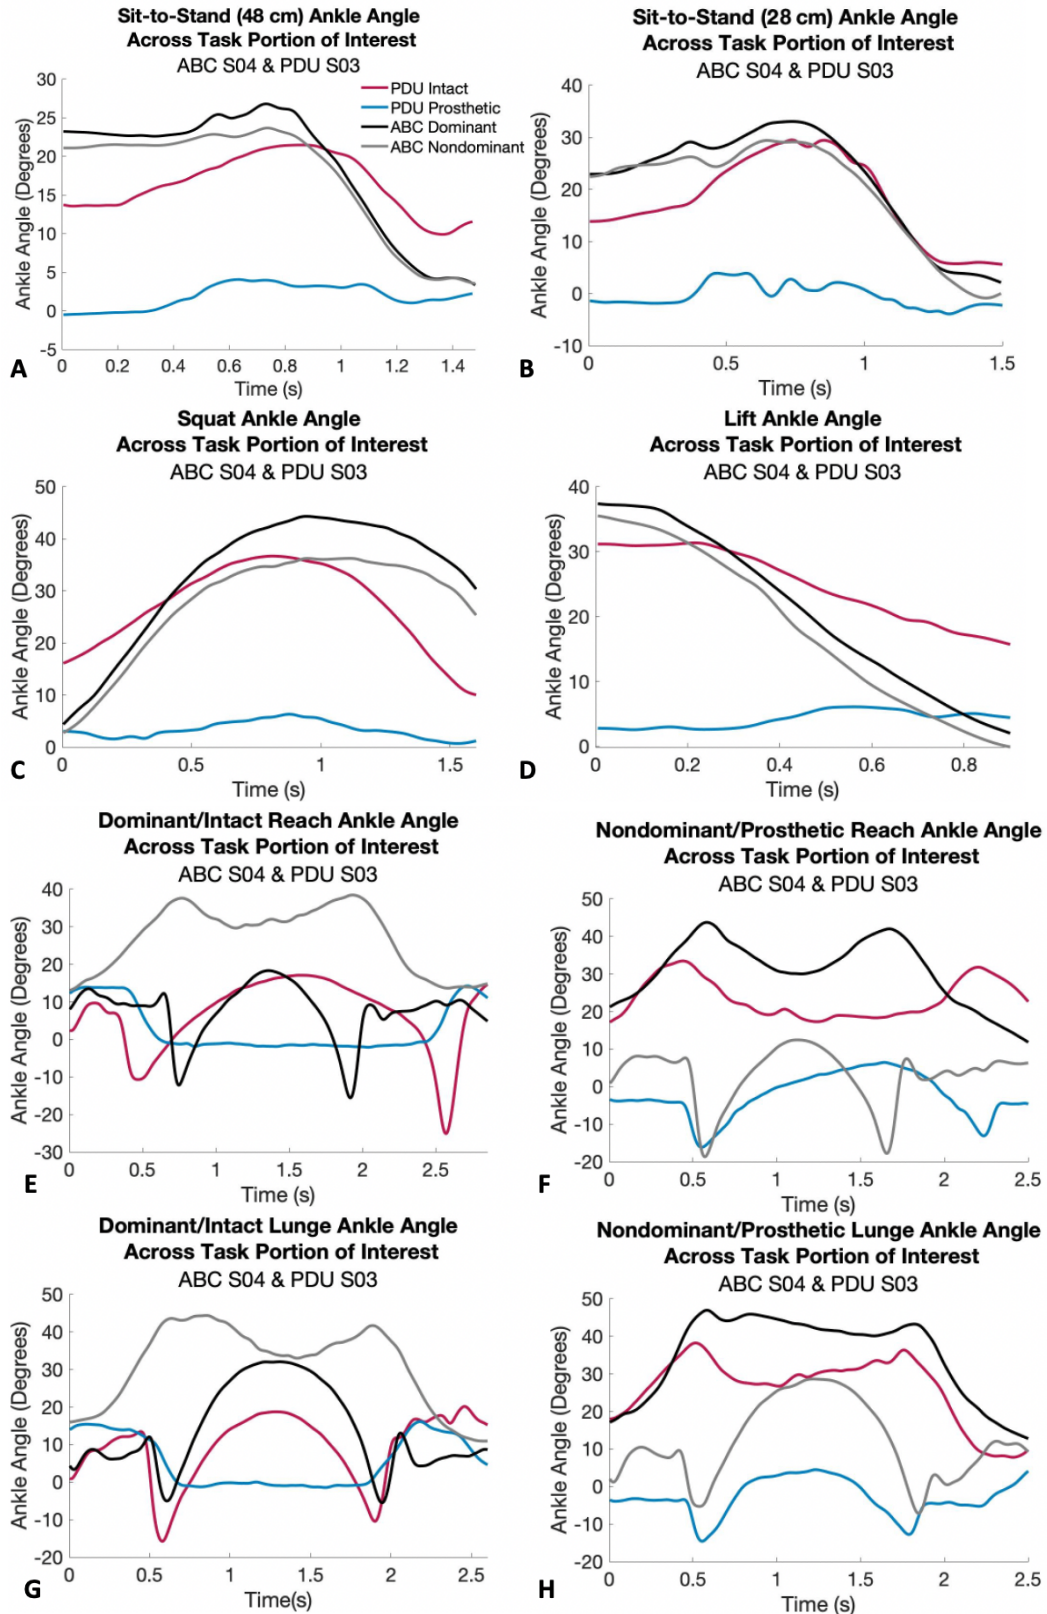 Sit-to-Stand (48 cm) Ankle Angle
Across Task Portion of Interest
ABC S04 & PDU S03
30
25
20
15
10
5
0
-5
Ankle Angle (Degrees)
PDU Intact
PDU Prosthetic
ABC Dominant
ABC Nondominant
0 0.2 0.4 0.6 0.8 1 1.2 1.4
Time (s)
A
Sit-to-Stand (28 cm) Ankle Angle
Across Task Portion of Interest
ABC S04 & PDU S03
40
30
20
10
0
-10
Ankle Angle (Degrees)
0 0.5 1 1.5
Time (s)
B
Squat Ankle Angle
Across Task Portion of Interest
ABC S04 & PDU S03
50
40
30
20
10
0
Ankle Angle (Degrees)
0 0.5 1 1.5
Time (s)
C
Lift Ankle Angle
Across Task Portion of Interest
ABC S04 & PDU S03
40
30
20
10
0
Ankle Angle (Degrees)
0 0.2 0.4 0.6 0.8
Time (s)
D
Dominant/Intact Reach Ankle Angle
Across Task Portion of Interest
ABC S04 & PDU S03
40
30
20
10
0
-10
-20
-30
Ankle Angle (Degrees)
0 0.5 1 1.5 2 2.5
Time (s)
E
Nondominant/Prosthetic Reach Ankle Angle
Across Task Portion of Interest
ABC S04 & PDU S03
50
40
30
20
10
0
-10
-20
Ankle Angle (Degrees)
0 0.5 1 1.5 2 2.5
Time (s)
F
Dominant/Intact Lunge Ankle Angle
Across Task Portion of Interest
ABC S04 & PDU S03
50
40
30
20
10
0
-10
-20
Ankle Angle (Degrees)
0 0.5 1 1.5 2 2.5
Time(s)
G
Nondominant/Prosthetic Lunge Ankle Angle
Across Task Portion of Interest
ABC S04 & PDU S03
50
40
30
20
10
0
-10
-20
Ankle Angle (Degrees)
0 0.5 1 1.5 2 2.5
Time (s)
H